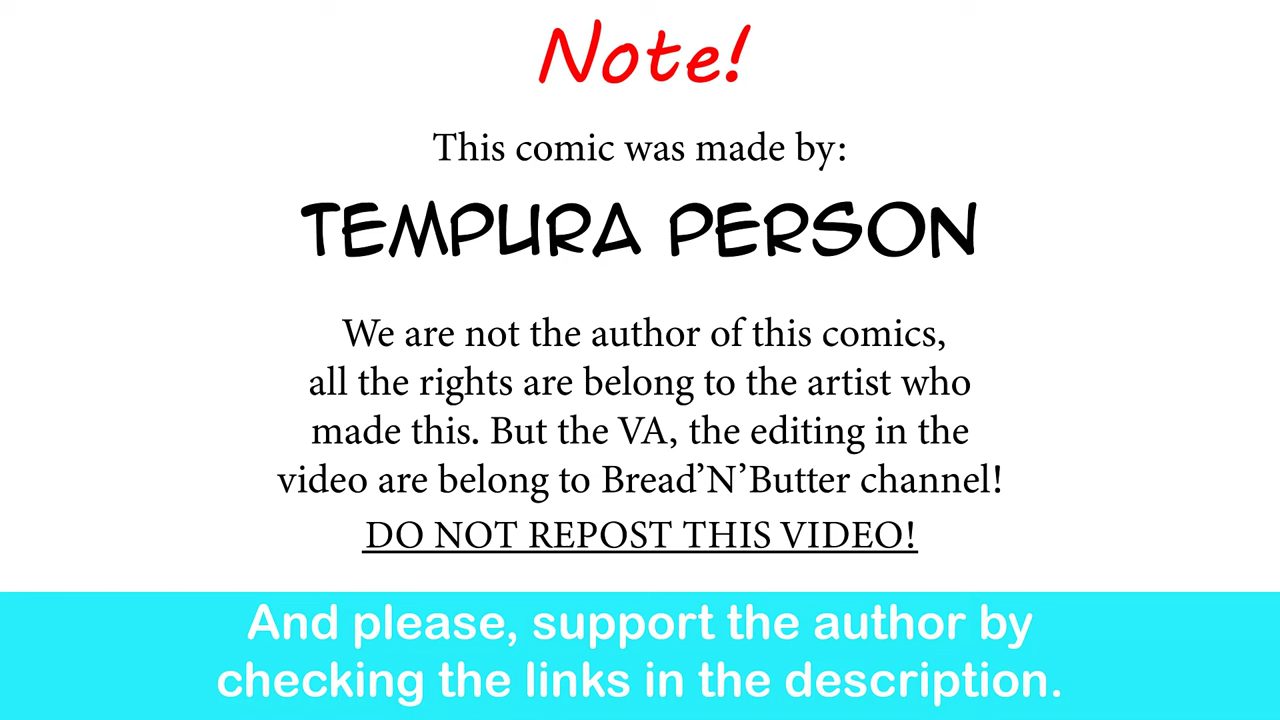 Note!
This comic was made by:
TEMPURA PERSON
We are not the author of this comics,
all the rights are belong to the artist who
made this. But the VA, the editing in the
video are belong to Bread’N’Butter channel!
DO NOT REPOST THIS VIDEO!
And please, support the author by
checking the links in the description.